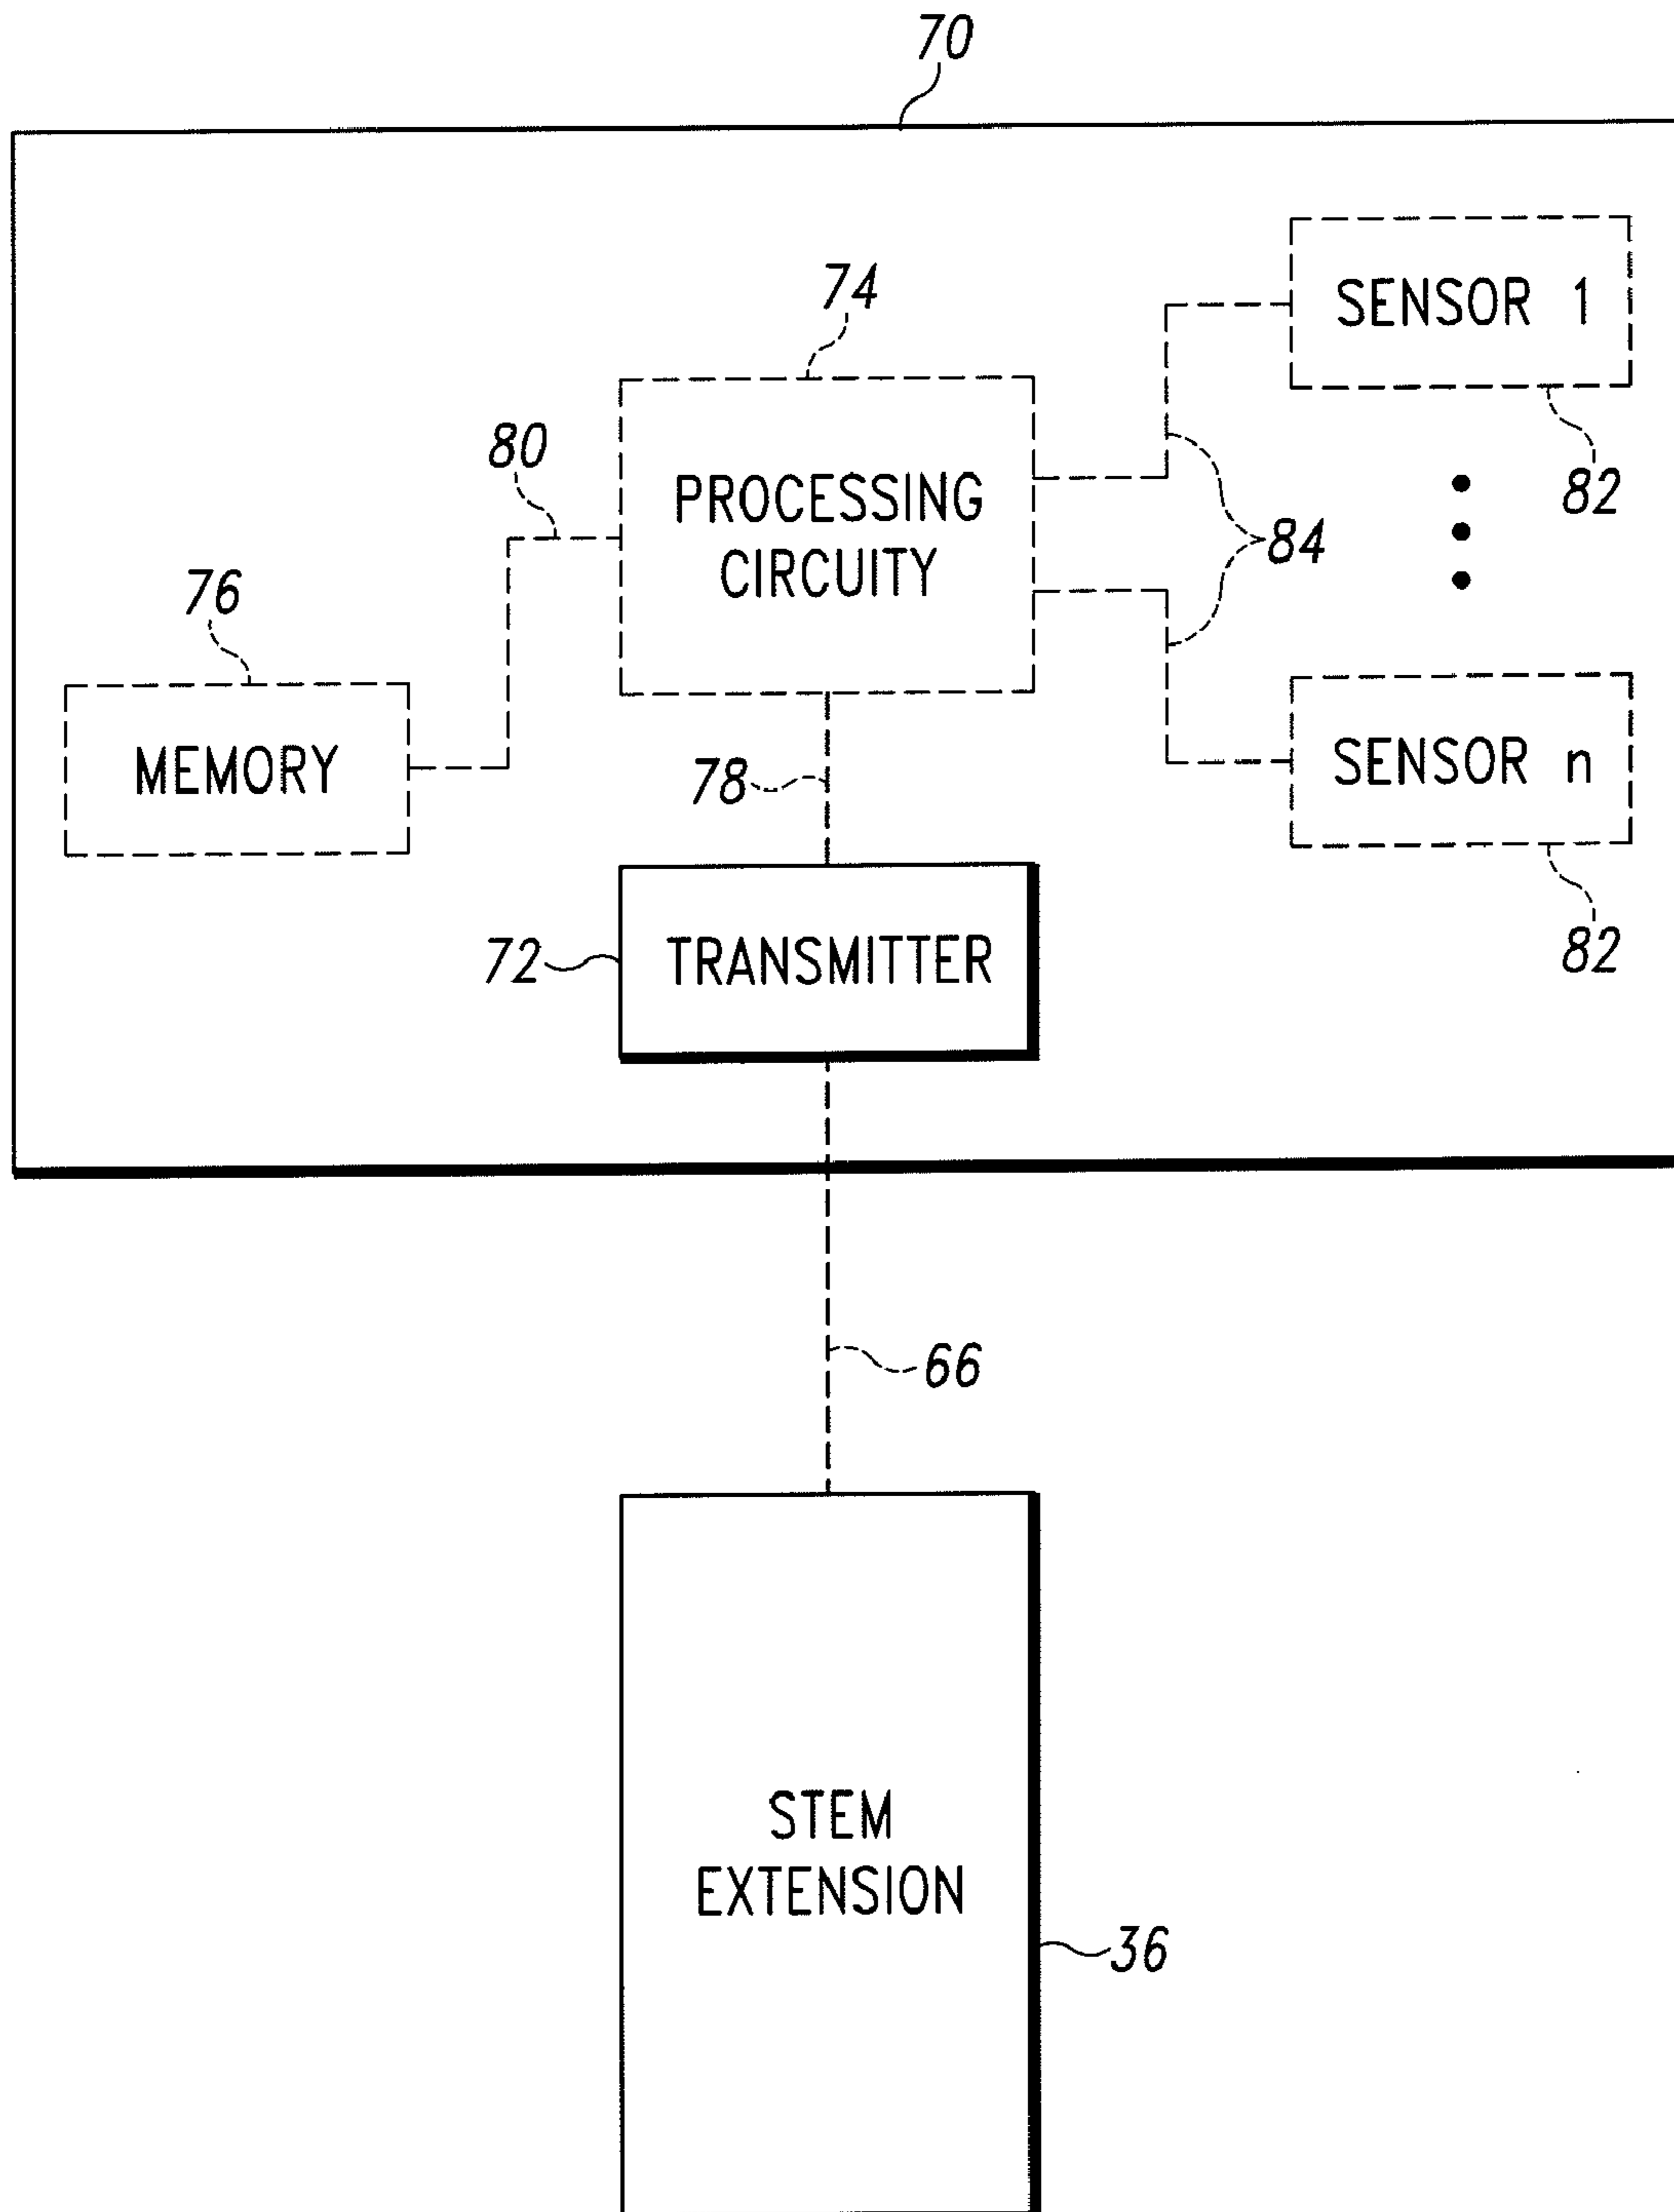 70
74
SENSOR 1
80
PROCESSING
CIRCUITY
82
84
76
MEMORY
78
SENSOR n
72
TRANSMITTER
82
66
STEM
EXTENSION
36